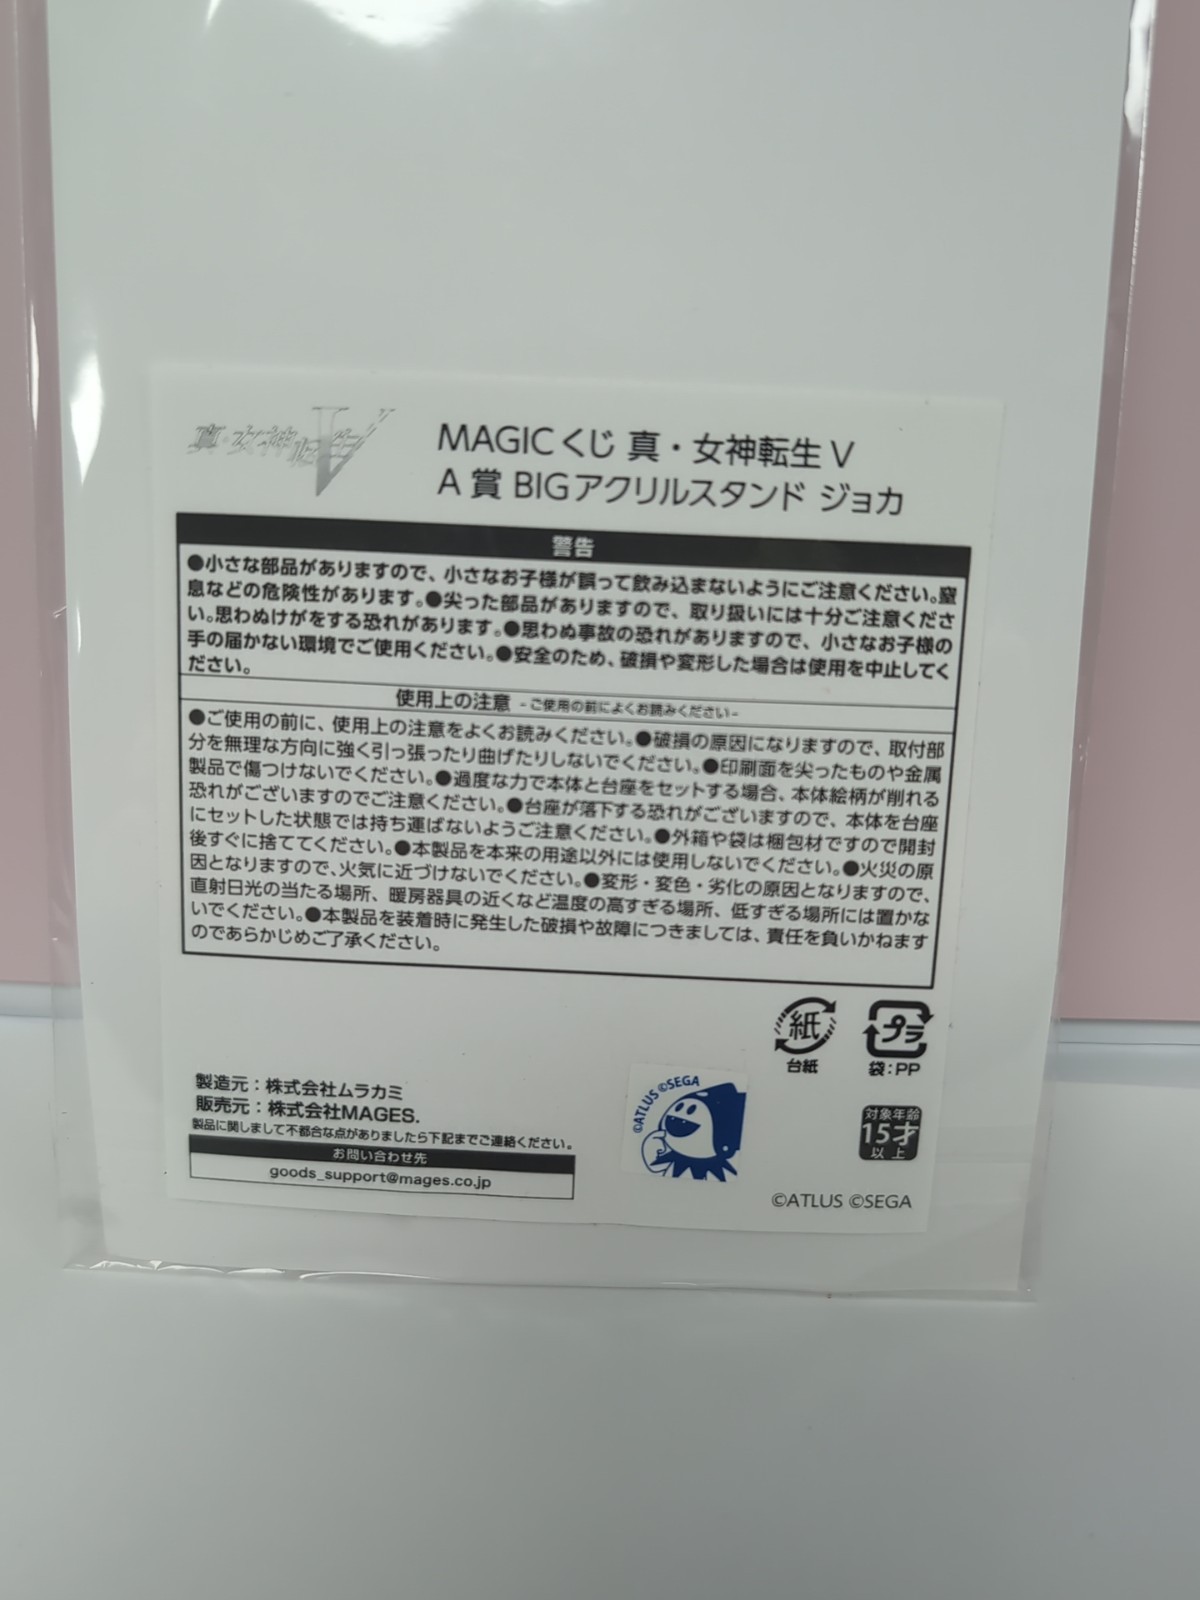 真・女神転生V
MAGICくじ 真・女神転生 V
A 賞 BIGアクリルスタンド ジョカ
警告
●小さな部品がありますので、小さなお子様が誤って飲み込まないようにご注意ください。窒
息などの危険性があります。●尖った部品がありますので、取り扱いには十分ご注意くださ
い。思わぬけがをする恐れがあります。●思わぬ事故の恐れがありますので、小さなお子様の
手の届かない環境でご使用ください。●安全のため、破損や変形した場合は使用を中止してく
ださい。
使用上の注意 -ご使用の前によくお読みください-
●ご使用の前に、使用上の注意をよくお読みください。●破損の原因になりますので、取付部
分を無理な方向に強く引っ張ったり曲げたりしないでください。●印刷面を尖ったものや金属
製品で傷つけないでください。●過度な力で本体と台座をセットする場合、本体絵柄が削れる
恐れがございますのでご注意ください。●台座が落下する恐れがございますので、本体を台座
にセットした状態では持ち運ばないようご注意ください。●外箱や袋は梱包材ですので開封
後すぐに捨ててください。●本製品を本来の用途以外には使用しないでください。●火災の原
因となりますので、火気に近づけないでください。●変形・変色・劣化の原因となりますので、
直射日光の当たる場所、暖房器具の近くなど温度の高すぎる場所、低すぎる場所には置かな
いでください。●本製品を装着時に発生した破損や故障につきましては、責任を負いかねます
のであらかじめご了承ください。
紙
台紙
プラ
袋:PP
製造元：株式会社ムラカミ
販売元：株式会社MAGES.
製品に関しまして不都合な点がありましたら下記までご連絡ください。
お問い合わせ先
goods_support@mages.co.jp
©ATLUS ©SEGA
対象年齢
15才
以上
©ATLUS ©SEGA